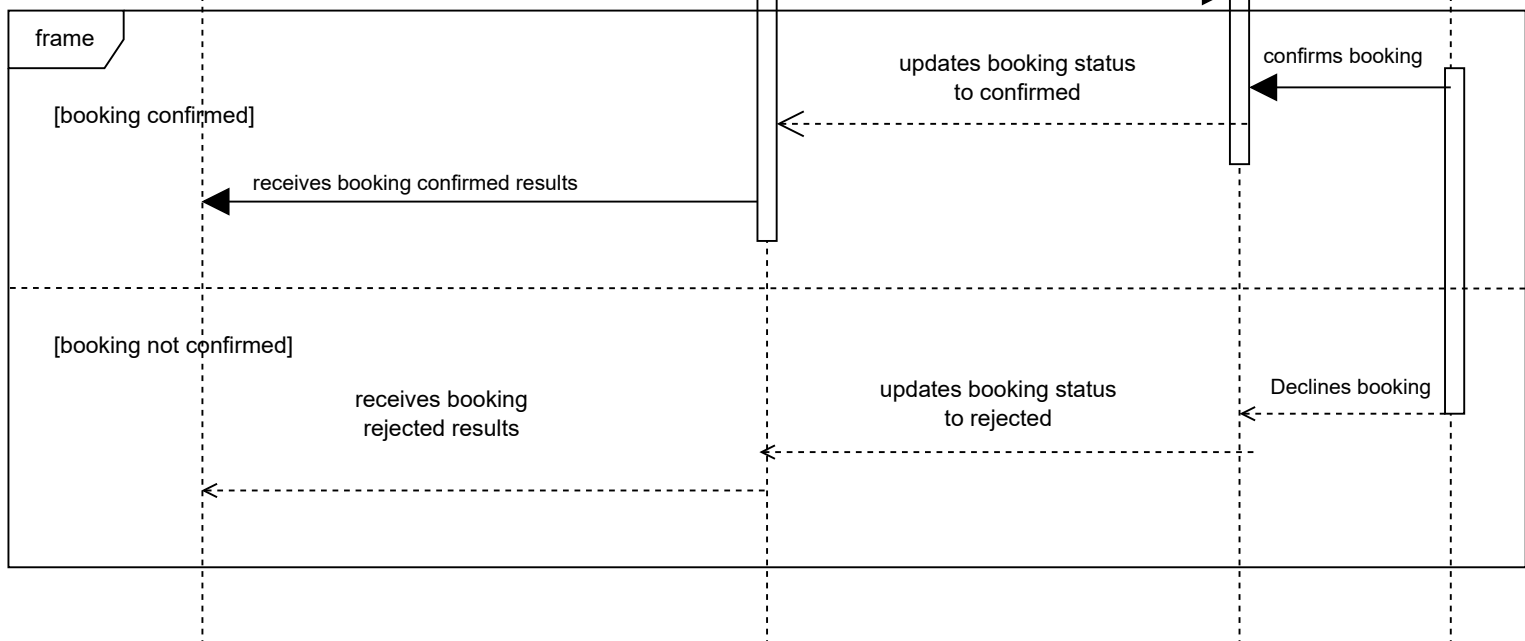 frame
confirms booking
updates booking status
to confirmed
[booking confirmed]
receives booking confirmed results
[booking not confirmed]
Declines booking
updates booking status
to rejected
receives booking
rejected results